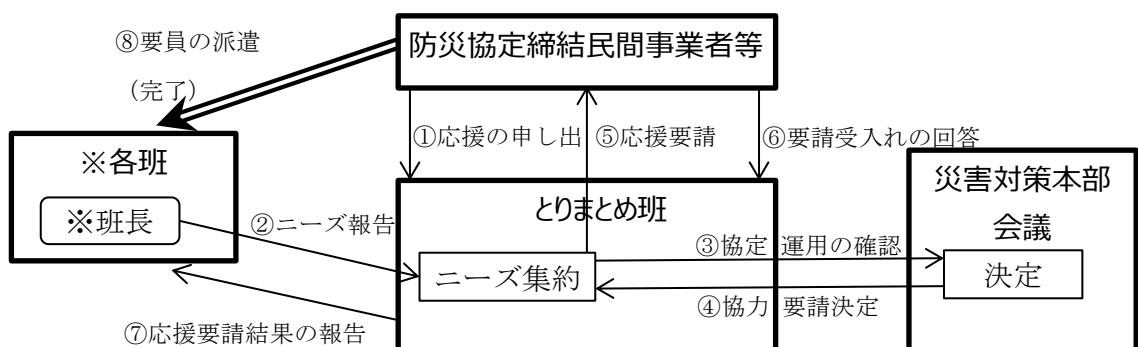 ⑧要員の派遣
(完了)
防災協定締結民間事業者等
①応援の申し出
⑤応援要請
⑥要請受入れの回答
※各班
※班長
②ニーズ報告
とりまとめ班
ニーズ集約
③協定 運用の確認
④協力 要請決定
災害対策本部
会議
決定
⑦応援要請結果の報告